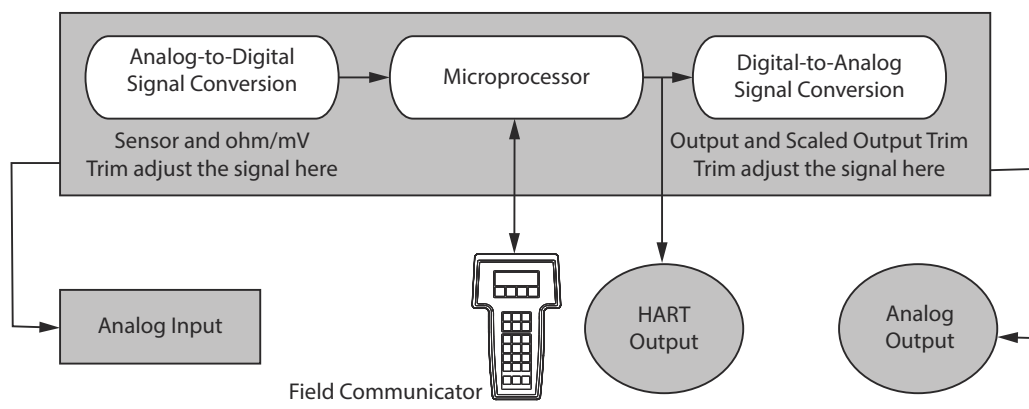 Analog-to-Digital
Signal Conversion
Microprocessor
Digital-to-Analog
Signal Conversion
Sensor and ohm/mV
Trim adjust the signal here
Output and Scaled Output Trim
Trim adjust the signal here
Analog Input
Field Communicator
HART
Output
Analog
Output